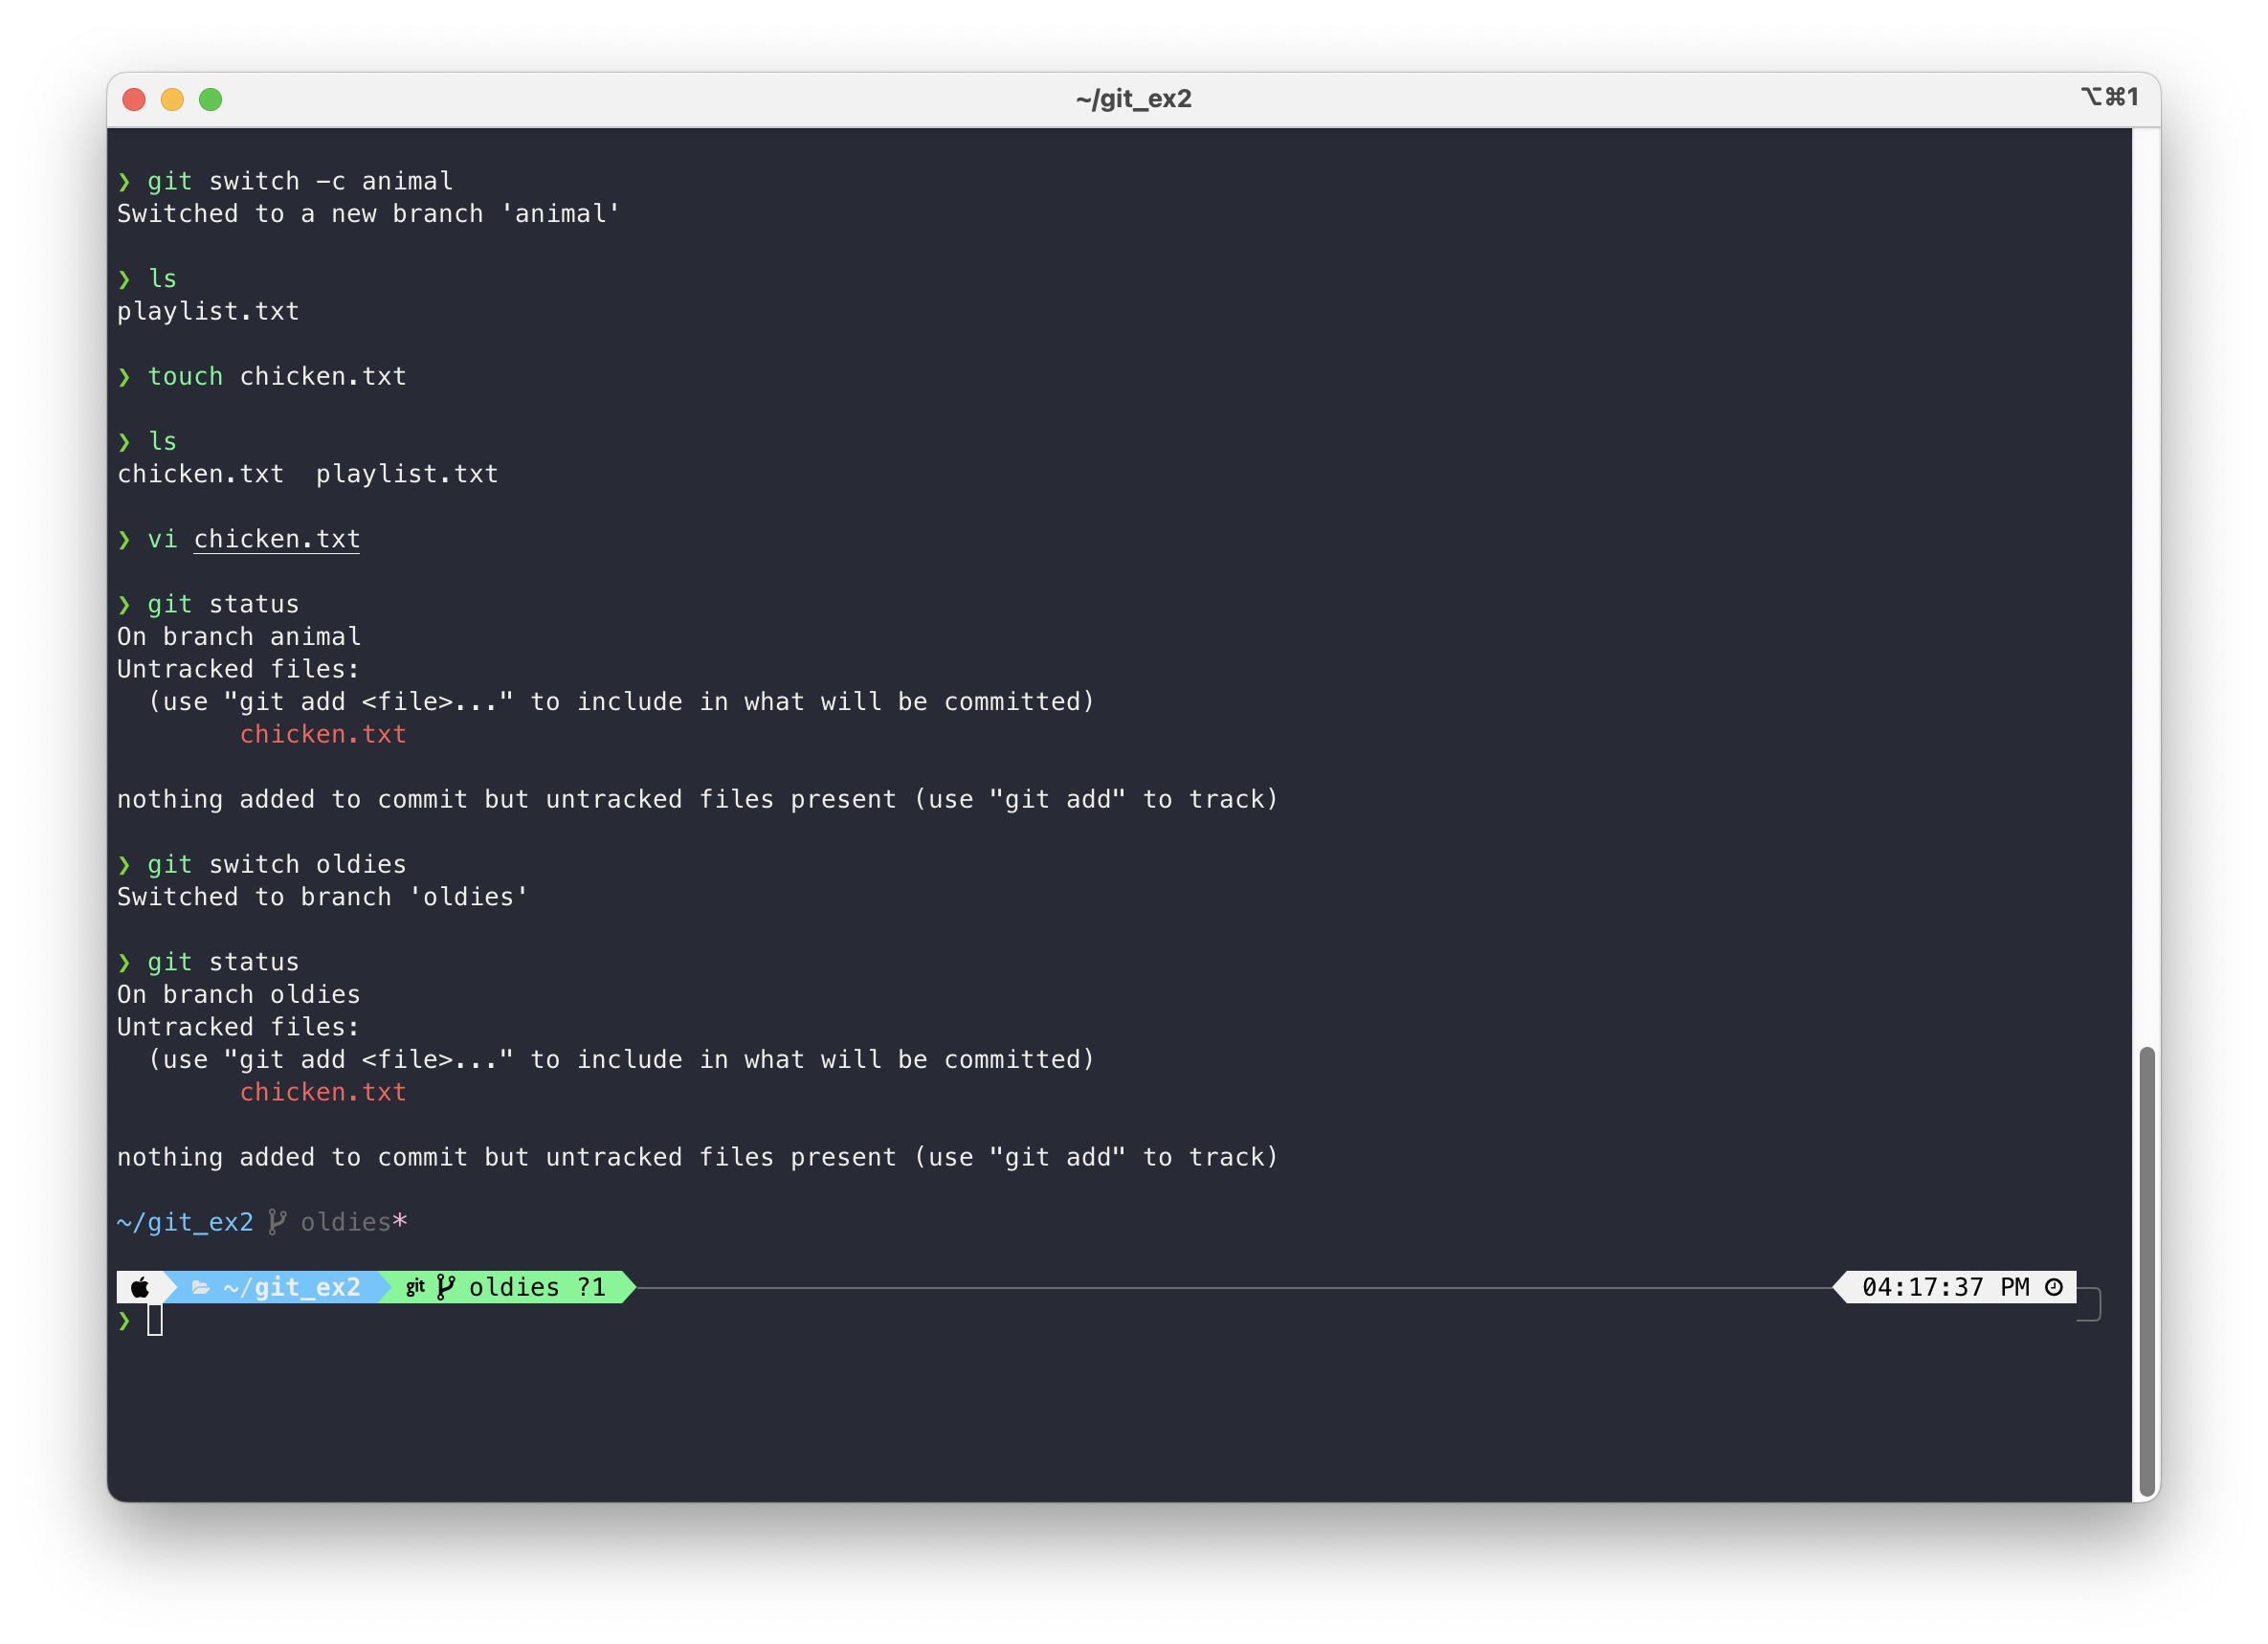 ~/git_ex2
⌥⌘1
❯ git switch -c animal
Switched to a new branch 'animal'
❯ ls
playlist.txt
❯ touch chicken.txt
❯ ls
chicken.txt  playlist.txt
❯ vi chicken.txt
❯ git status
On branch animal
Untracked files:
  (use "git add <file>..." to include in what will be committed)
        chicken.txt
nothing added to commit but untracked files present (use "git add" to track)
❯ git switch oldies
Switched to branch 'oldies'
❯ git status
On branch oldies
Untracked files:
  (use "git add <file>..." to include in what will be committed)
        chicken.txt
nothing added to commit but untracked files present (use "git add" to track)
~/git_ex2 oldies*
~/git_ex2 git oldies ?1 04:17:37 PM
❯